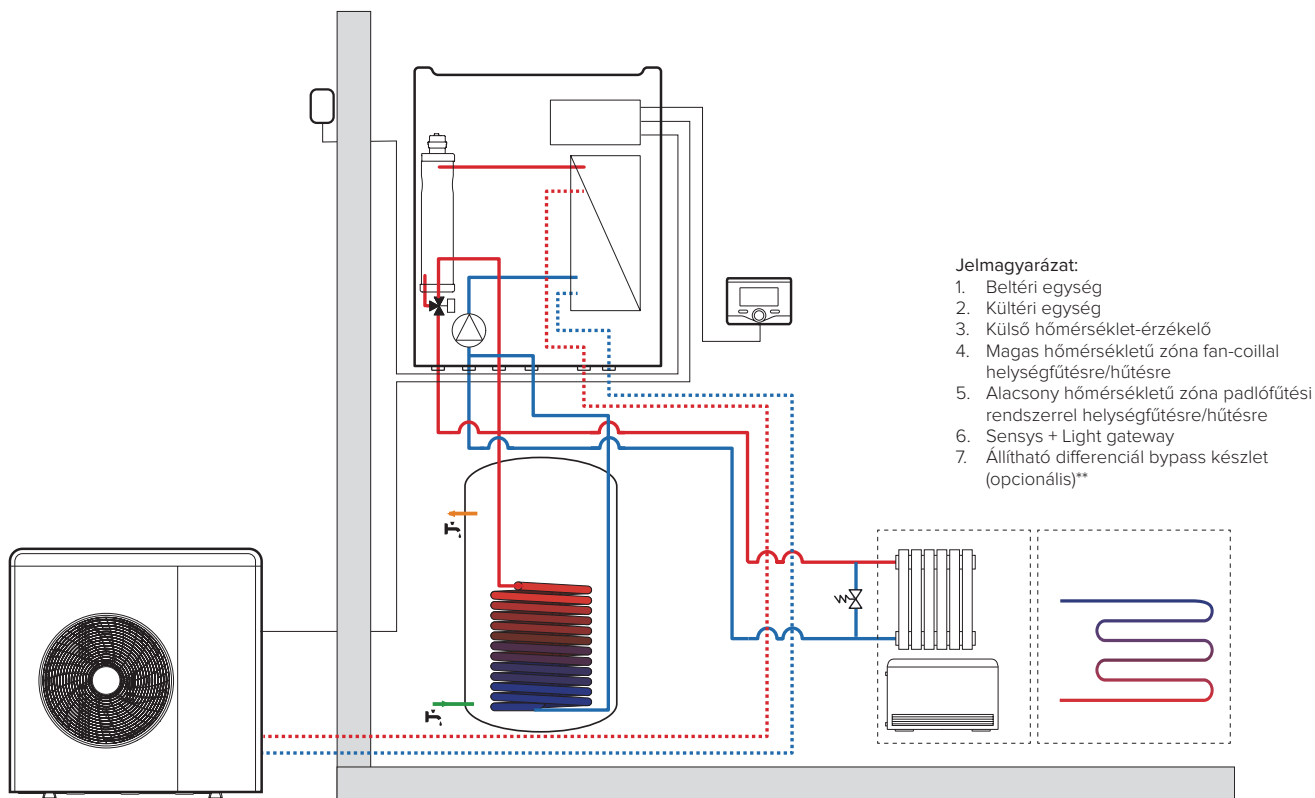 Jelmagyarázat:
1. Beltéri egység
2. Kültéri egység
3. Külső hőmérséklet-érzékelő
4. Magas hőmérsékletű zóna fan-coillal
helységfűtésre/hűtésre
5. Alacsony hőmérsékletű zóna padlófűtési
rendszerrel helységfűtésre/hűtésre
6. Sensys + Light gateway
7. Állítható differenciál bypass készlet
(opcionális)**